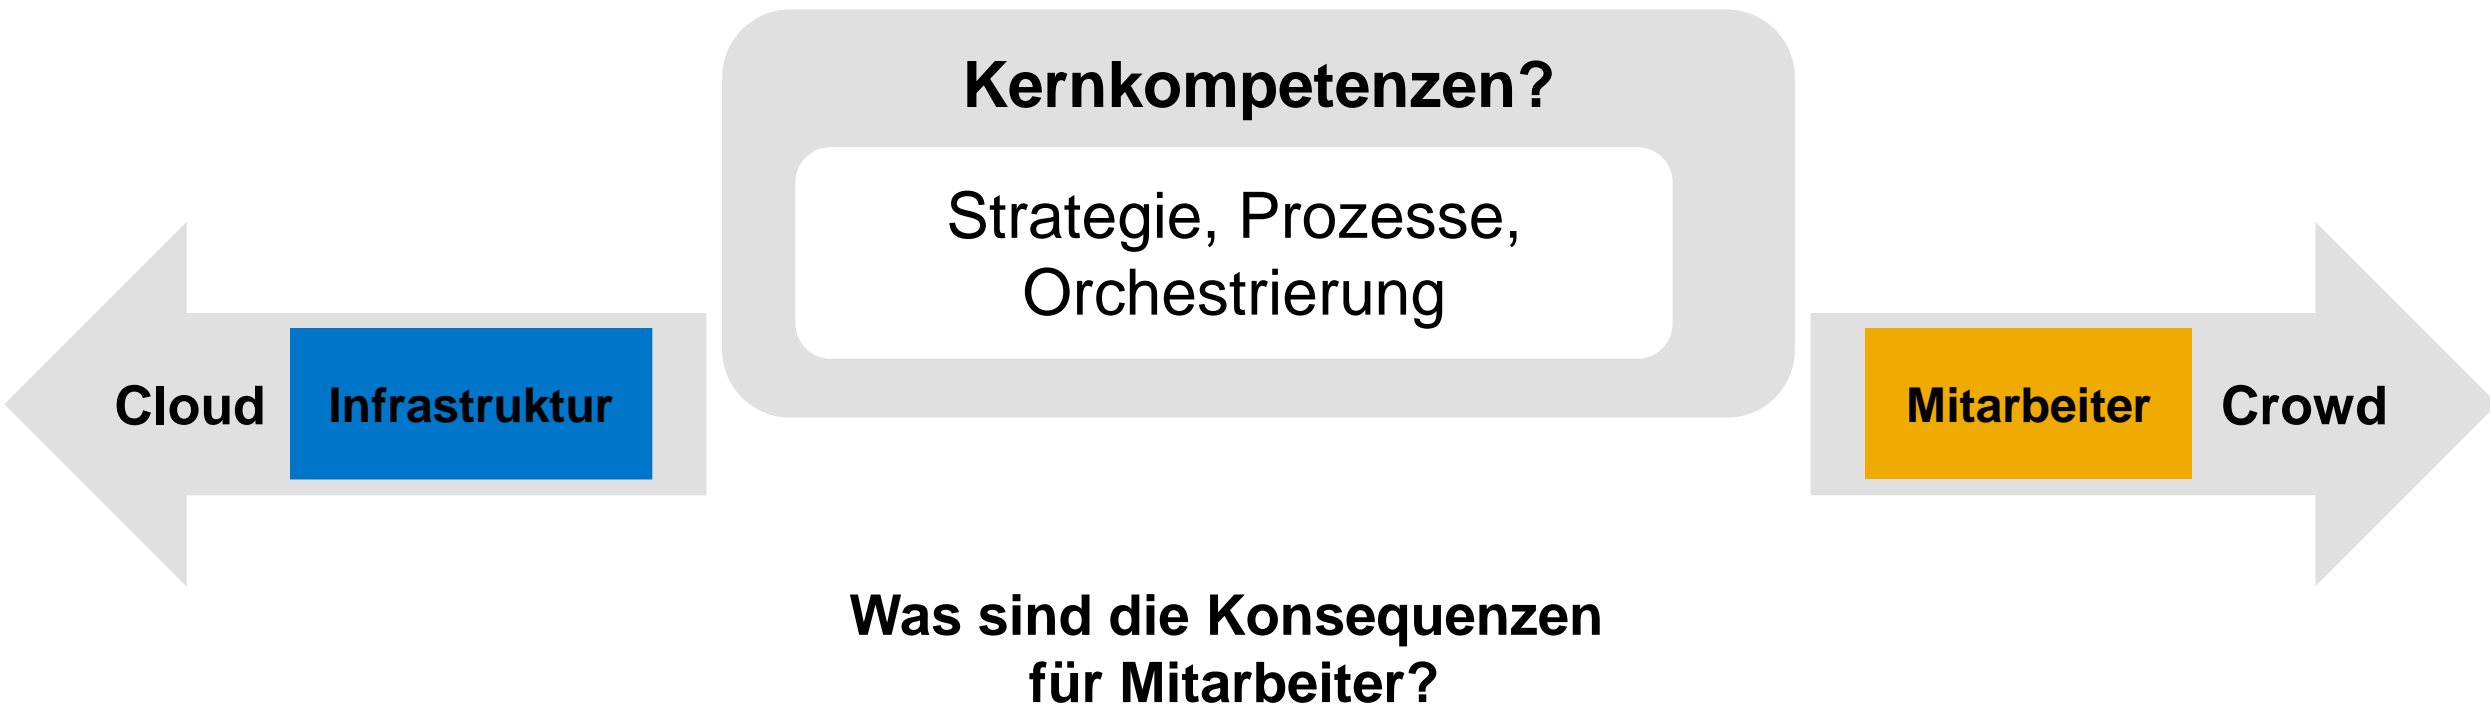 Kernkompetenzen?
Strategie, Prozesse,
Orchestrierung
Cloud
Infrastruktur
Mitarbeiter
Crowd
Was sind die Konsequenzen
für Mitarbeiter?